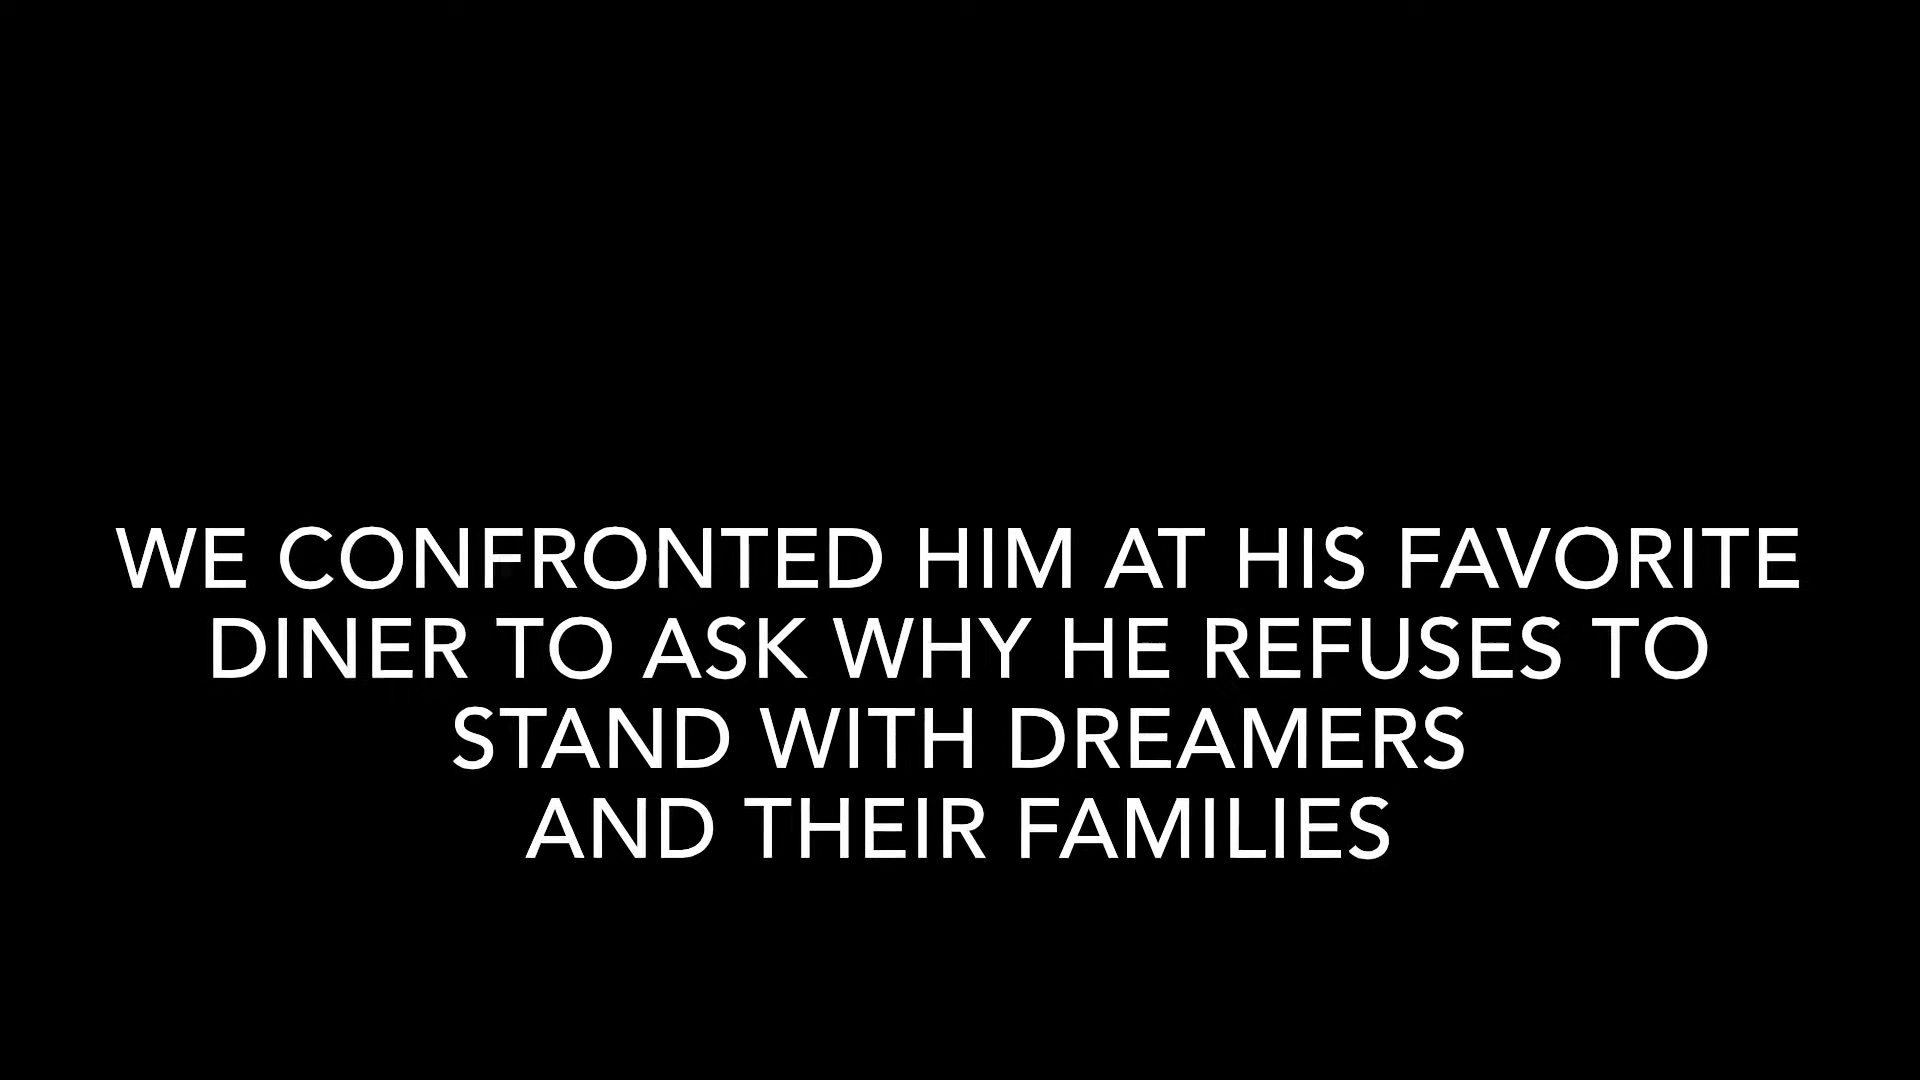 WE CONFRONTED HIM AT HIS FAVORITE
DINER TO ASK WHY HE REFUSES TO
STAND WITH DREAMERS
AND THEIR FAMILIES